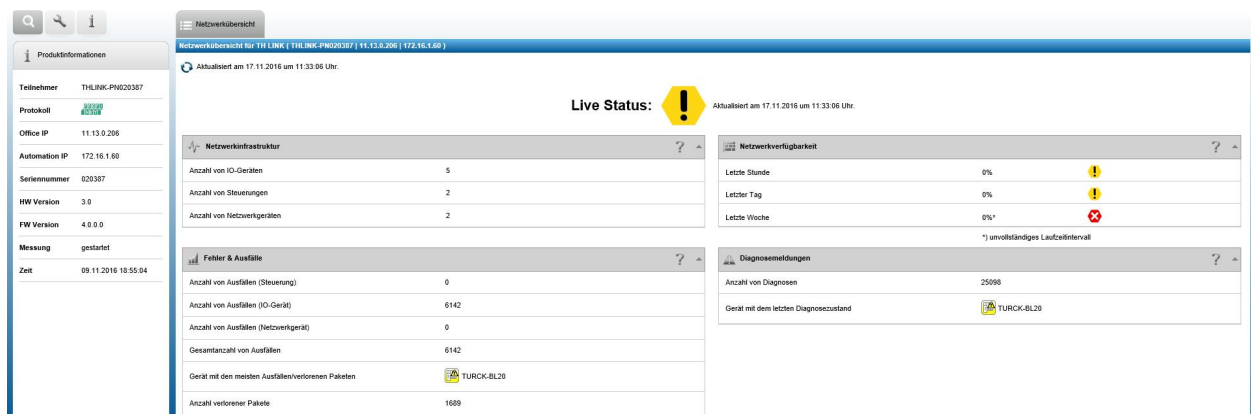 Netzwerkübersicht
Produktinformationen
Teilnehmer THLINK-PN020387
Protokoll
Office IP 11.13.0.206
Automation IP 172.16.1.60
Seriennummer 020387
HW Version 3.0
FW Version 4.0.0.0
Messung gestartet
Zeit 09.11.2016 18:55:04
Netzwerkübersicht für TH LINK ( THLINK-PN020387 | 11.13.0.206 | 172.16.1.60 )
Aktualisiert am 17.11.2016 um 11:33:06 Uhr.
Live Status: Aktualisiert am 17.11.2016 um 11:33:06 Uhr.
Netzwerkinfrastruktur ?
Anzahl von IO-Geräten 5
Anzahl von Steuerungen 2
Anzahl von Netzwerkgeräten 2
Netzwerkverfügbarkeit ?
Letzte Stunde 0%
Letzter Tag 0%
Letzte Woche 0%*
*) unvollständiges Laufzeitintervall
Fehler & Ausfälle ?
Anzahl von Ausfällen (Steuerung) 0
Anzahl von Ausfällen (IO-Gerät) 6142
Anzahl von Ausfällen (Netzwerkgerät) 0
Gesamtanzahl von Ausfällen 6142
Gerät mit den meisten Ausfällen/verlorenen Paketen TURCK-BL20
Anzahl verlorener Pakete 1689
Diagnosemeldungen ?
Anzahl von Diagnosen 25098
Gerät mit dem letzten Diagnosezustand TURCK-BL20